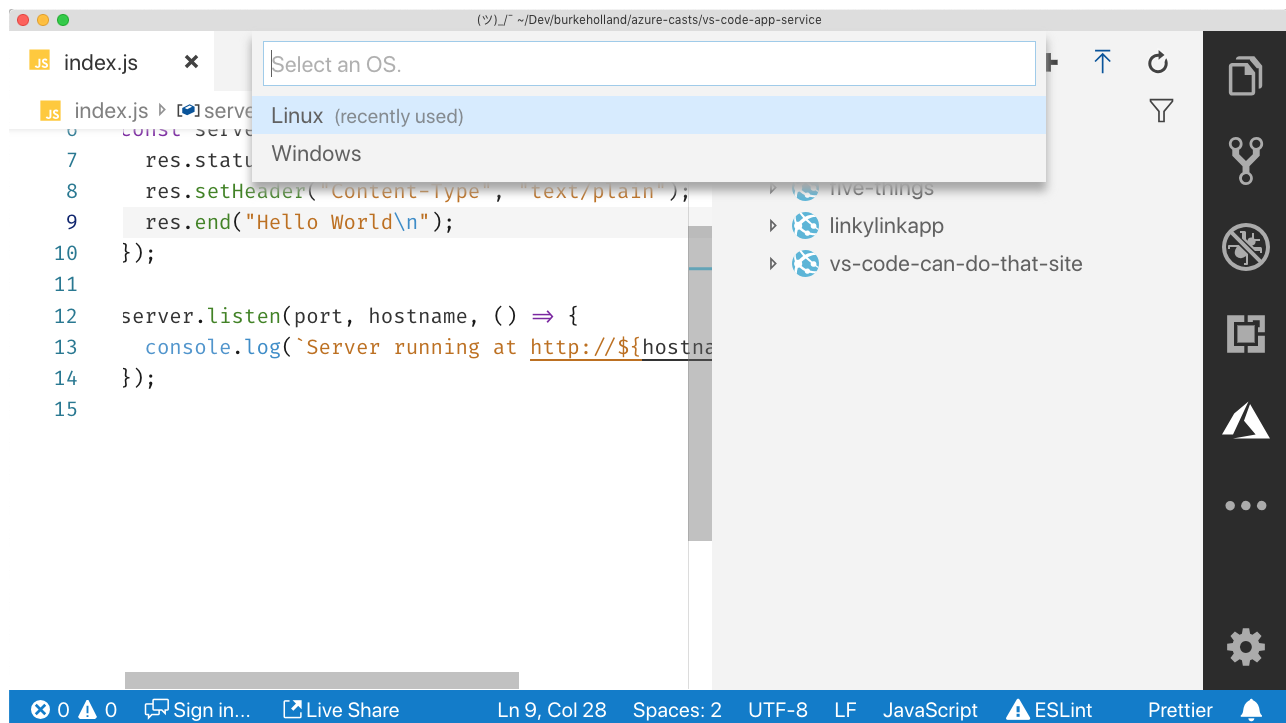 (ツ)_/¯ ~/Dev/burkeholland/azure-casts/vs-code-app-service
JS index.js
Select an OS.
JS index.js
Linux (recently used)
Windows
7 res.statu
8 res.setHeader("Content-Type", "text/plain");
9 res.end("Hello World\n");
10 });
11
12 server.listen(port, hostname, () => {
13 console.log(`Server running at http://${hostna
14 });
15
five-things
linkylinkapp
vs-code-can-do-that-site
0 0 Sign in... Live Share Ln 9, Col 28 Spaces: 2 UTF-8 LF JavaScript ESLint Prettier